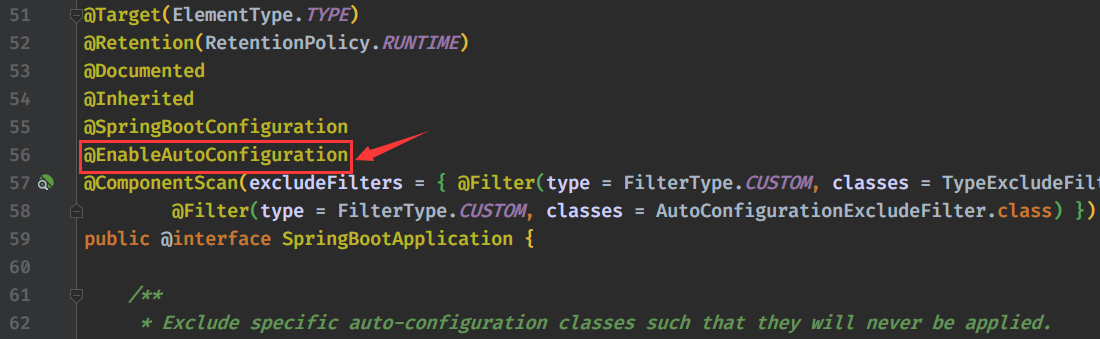 51 @Target(ElementType.TYPE)
52 @Retention(RetentionPolicy.RUNTIME)
53 @Documented
54 @Inherited
55 @SpringBootConfiguration
56 @EnableAutoConfiguration
57 @ComponentScan(excludeFilters = { @Filter(type = FilterType.CUSTOM, classes = TypeExcludeFilt
58 @Filter(type = FilterType.CUSTOM, classes = AutoConfigurationExcludeFilter.class) })
59 public @interface SpringBootApplication {
60
61 /**
62 * Exclude specific auto-configuration classes such that they will never be applied.